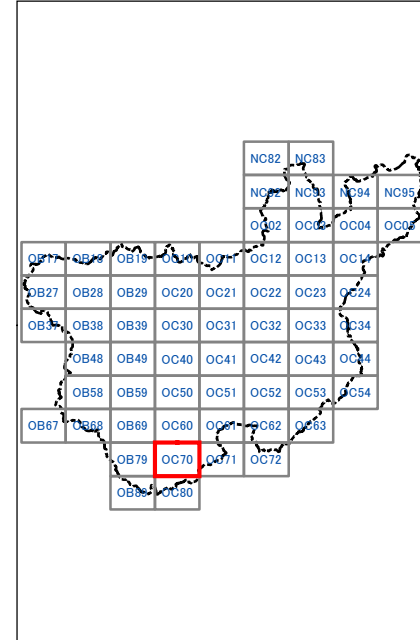 NC82 NC83
NC92 NC93 NC94 NC95
OC02 OC03 OC04 OC05
OB17 OB18 OB19 OC10 OC11 OC12 OC13 OC14
OB27 OB28 OB29 OC20 OC21 OC22 OC23 OC24
OB37 OB38 OB39 OC30 OC31 OC32 OC33 OC34
OB48 OB49 OC40 OC41 OC42 OC43 OC44
OB58 OB59 OC50 OC51 OC52 OC53 OC54
OB67 OB68 OB69 OC60 OC61 OC62 OC63
OB79 OC70 OC71 OC72
OB89 OC80